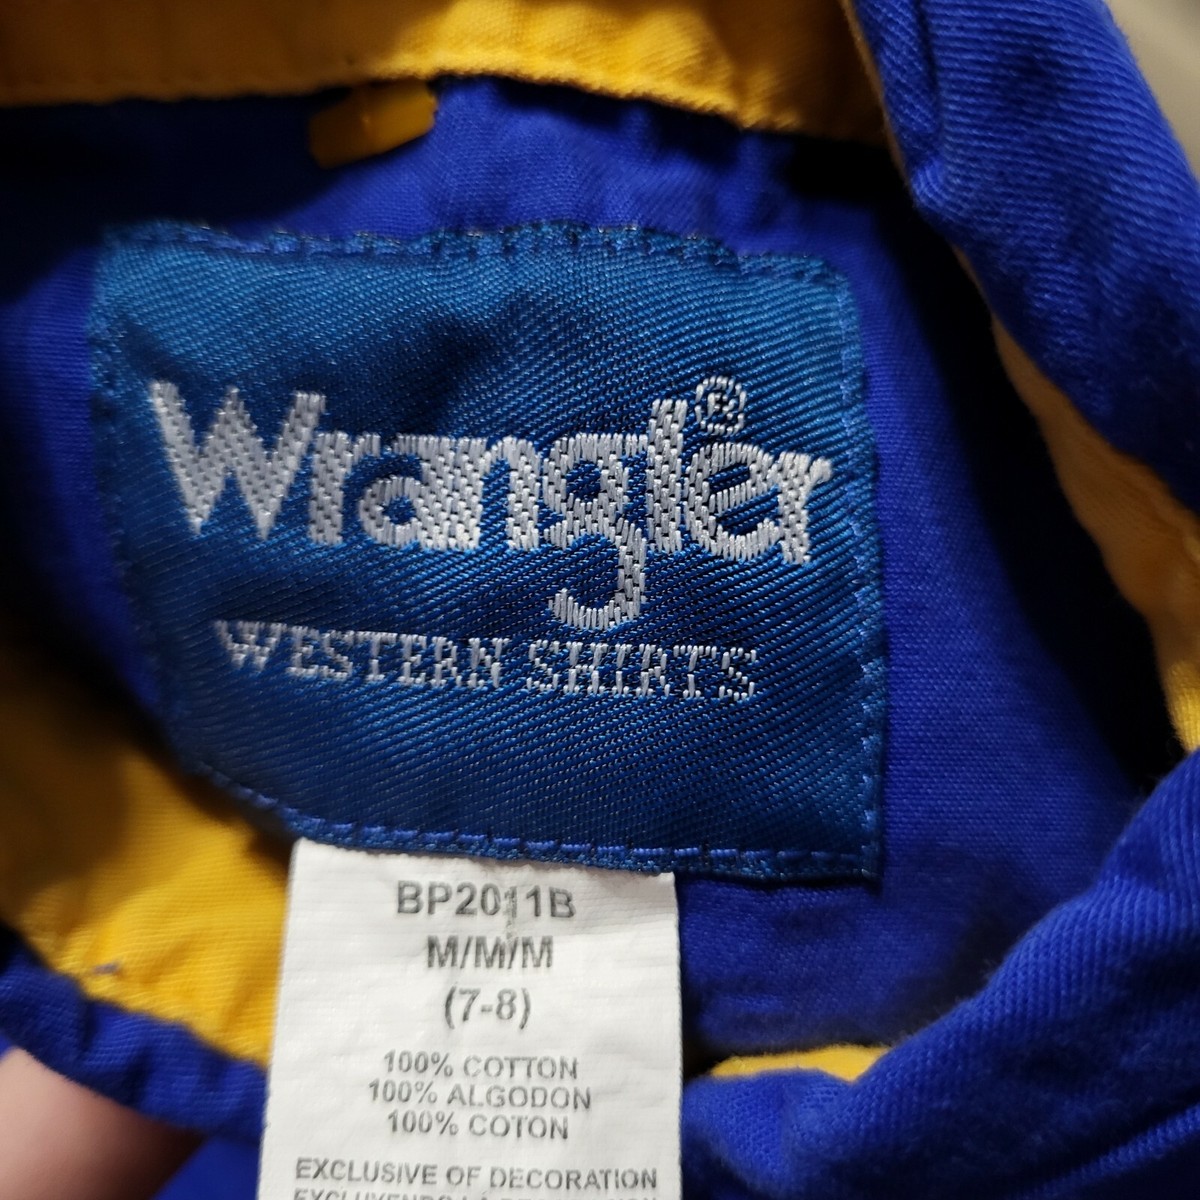 Wrangler®
WESTERN SHIRTS
BP2011B
M/M/M
(7-8)
100% COTTON
100% ALGODON
100% COTON
EXCLUSIVE OF DECORATION